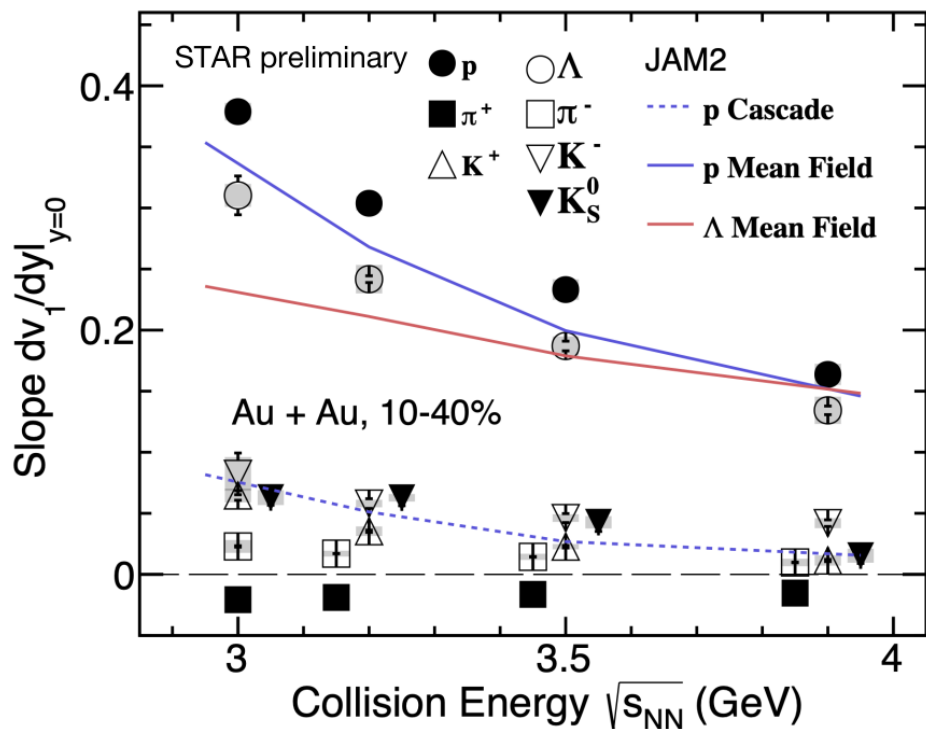 STAR preliminary
p
Λ
π⁺
π⁻
K⁺
K⁻
K⁰_S
JAM2
p Cascade
p Mean Field
Λ Mean Field
Au + Au, 10-40%
Slope dv₁/dy|y=0
0.4
0.2
0
3
3.5
4
Collision Energy √sNN (GeV)